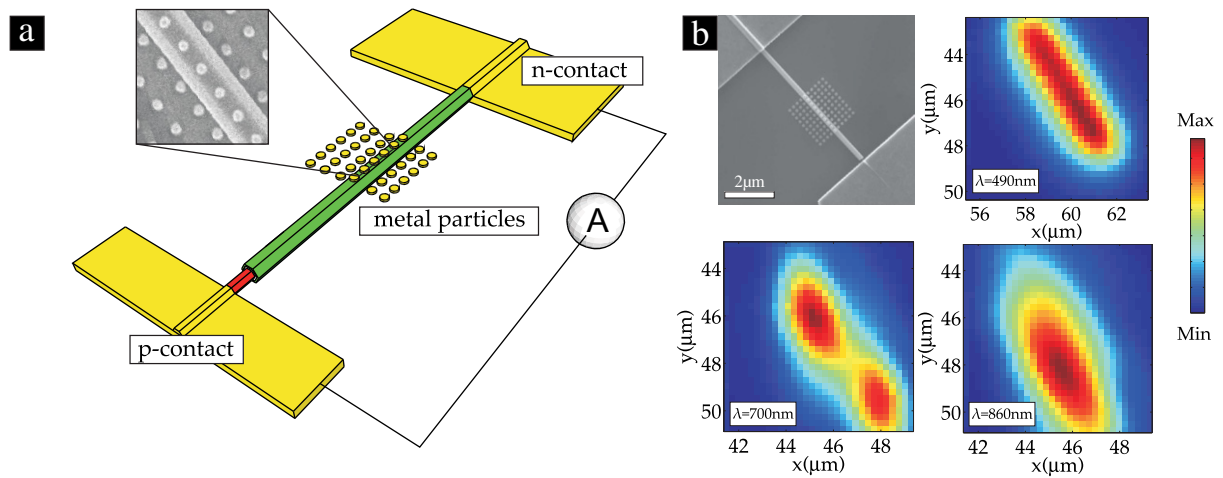 a
n-contact
metal particles
A
p-contact
b
2μm
y(μm)
44
46
48
50
λ=490nm
56 58 60 62
x(μm)
Max
Min
y(μm)
44
46
48
50
λ=700nm
42 44 46 48
x(μm)
y(μm)
44
46
48
50
λ=860nm
42 44 46 48
x(μm)